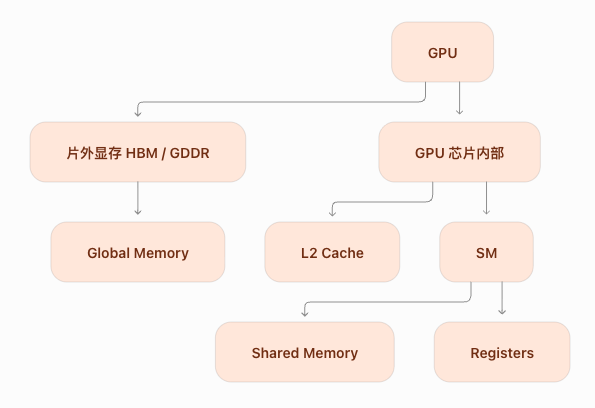 GPU
片外显存 HBM / GDDR
GPU 芯片内部
Global Memory
L2 Cache
SM
Shared Memory
Registers